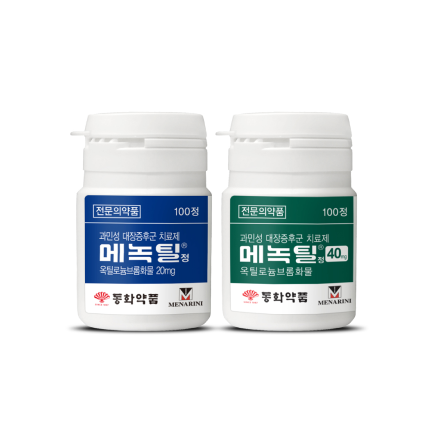 전문의약품 100정
과민성 대장증후군 치료제
메녹틸®정
옥틸로늄브롬화물 20mg
동화약품
MENARINI
전문의약품 100정
과민성 대장증후군 치료제
메녹틸®정 40mg
옥틸로늄브롬화물
동화약품
MENARINI